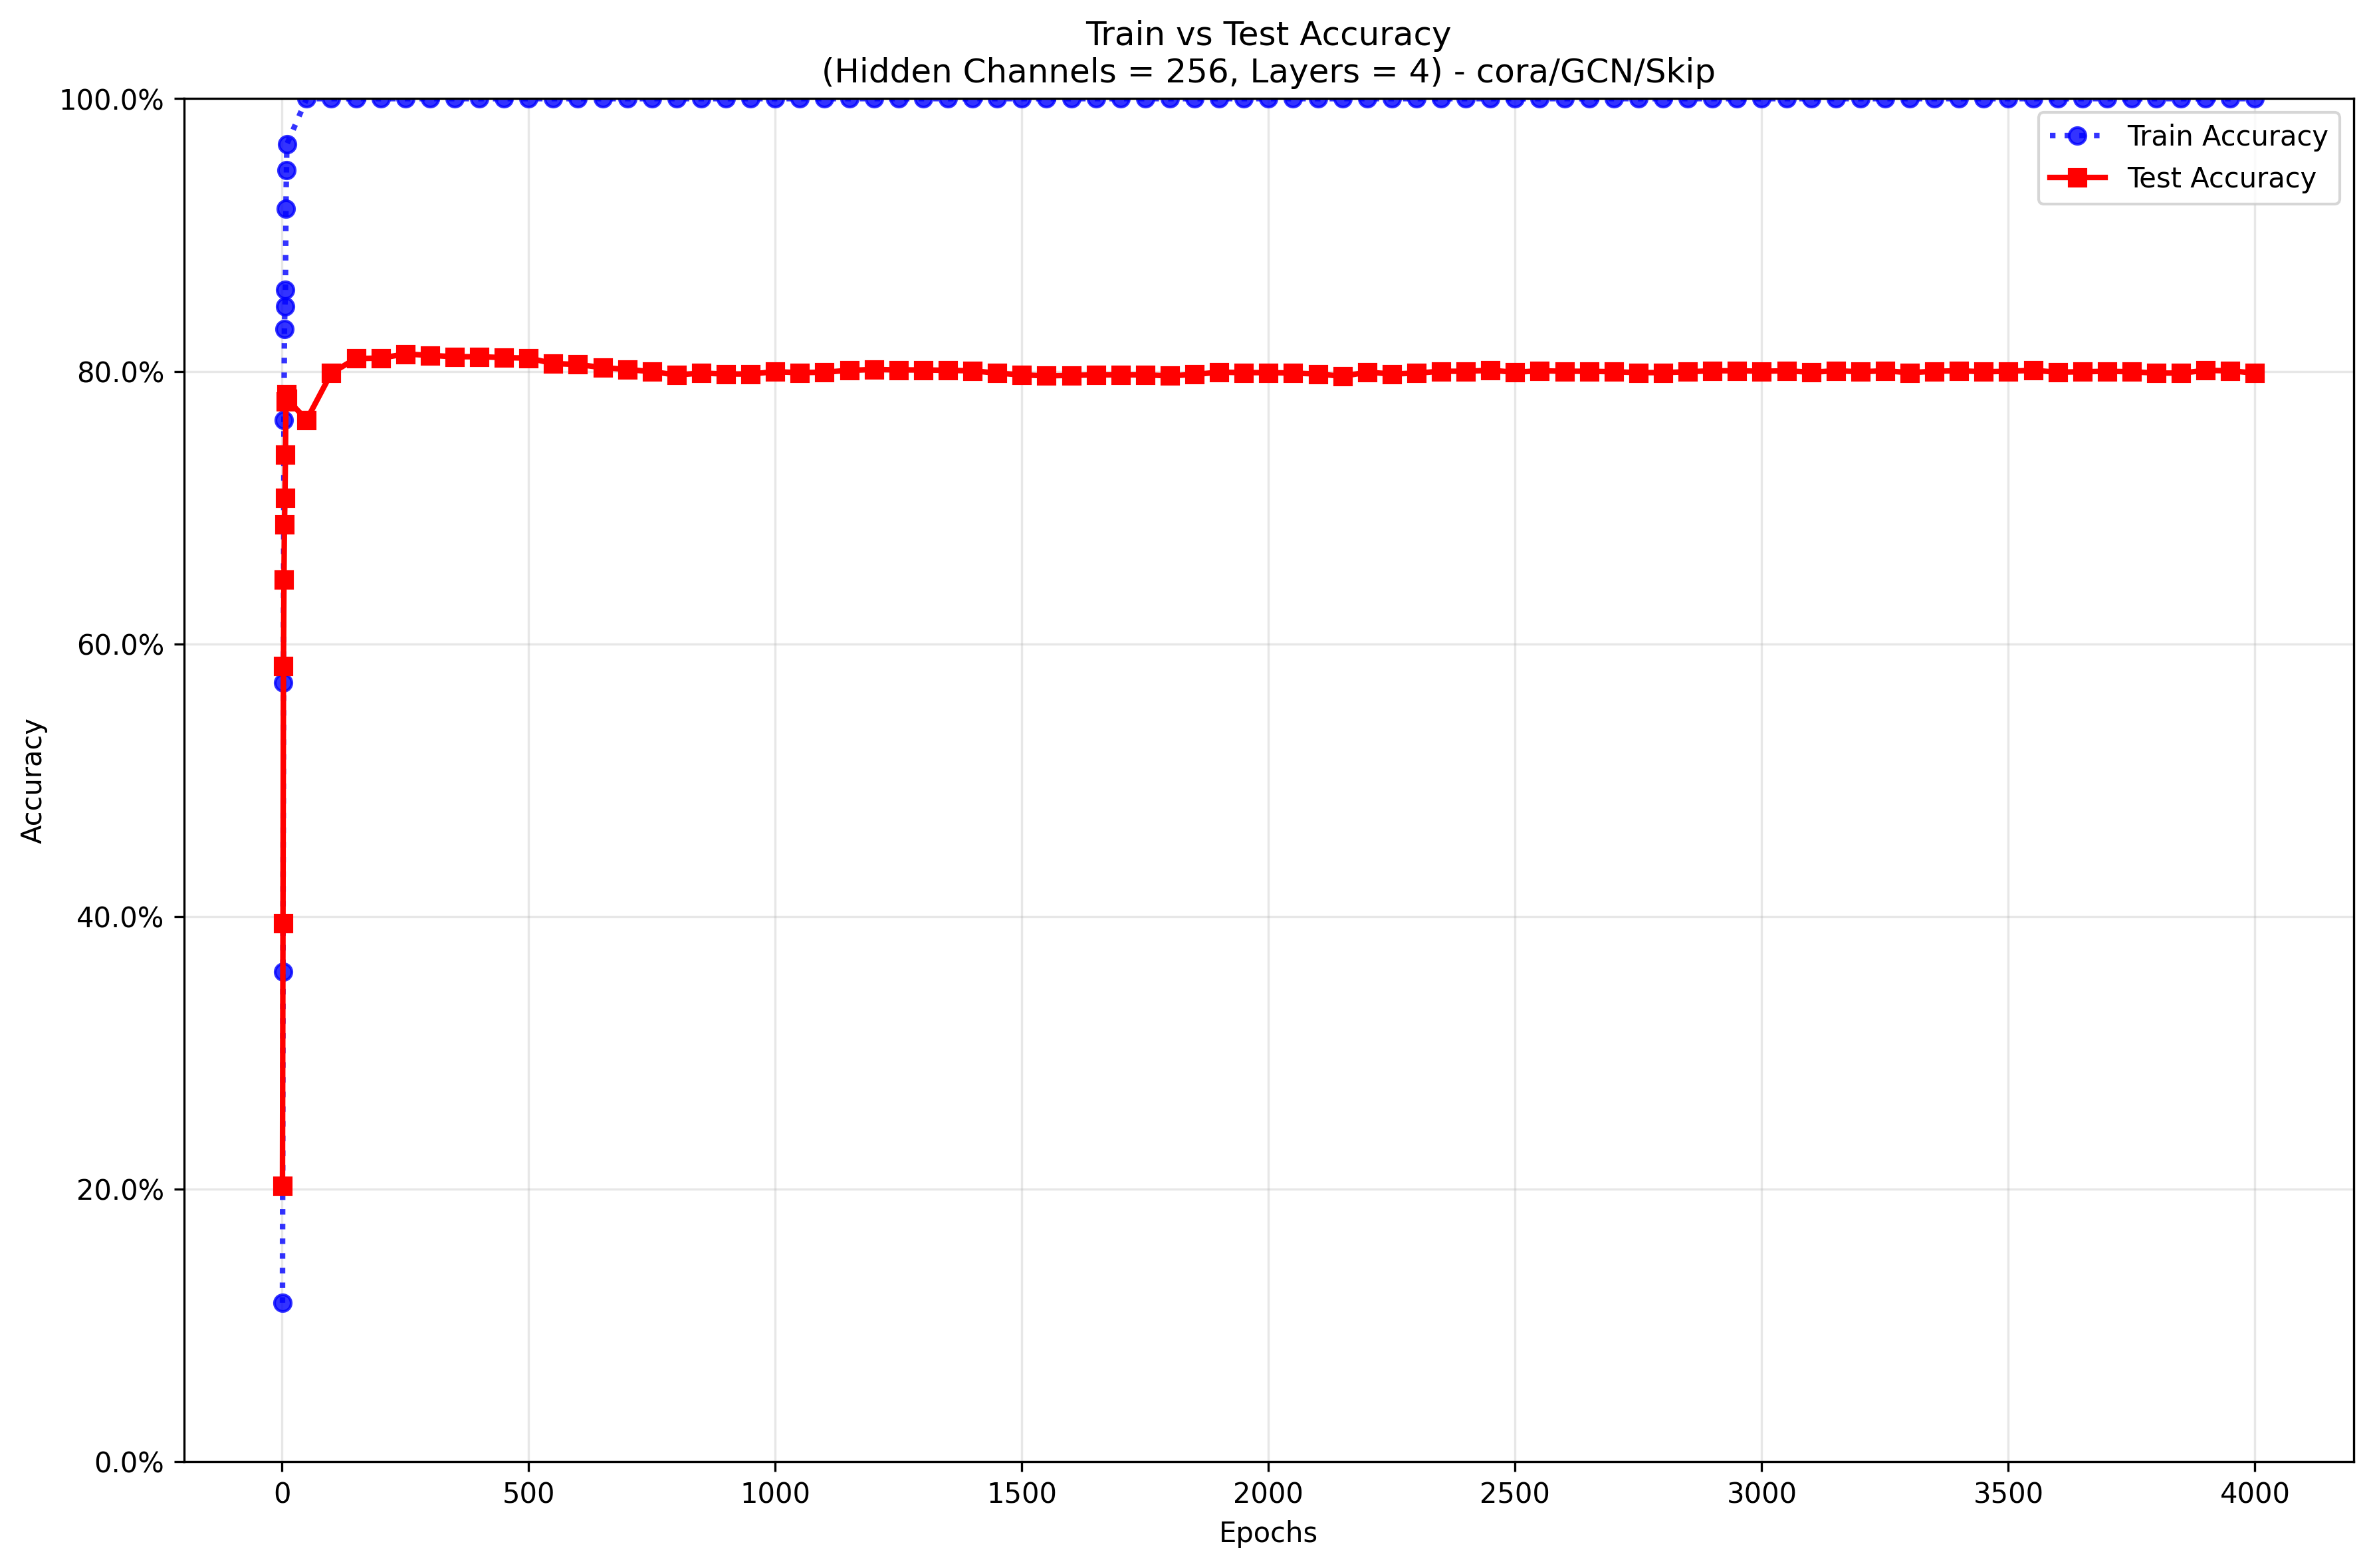 Train vs Test Accuracy
(Hidden Channels = 256, Layers = 4) - cora/GCN/Skip
100.0%
80.0%
60.0%
40.0%
20.0%
0.0%
Accuracy
Train Accuracy
Test Accuracy
0 500 1000 1500 2000 2500 3000 3500 4000
Epochs